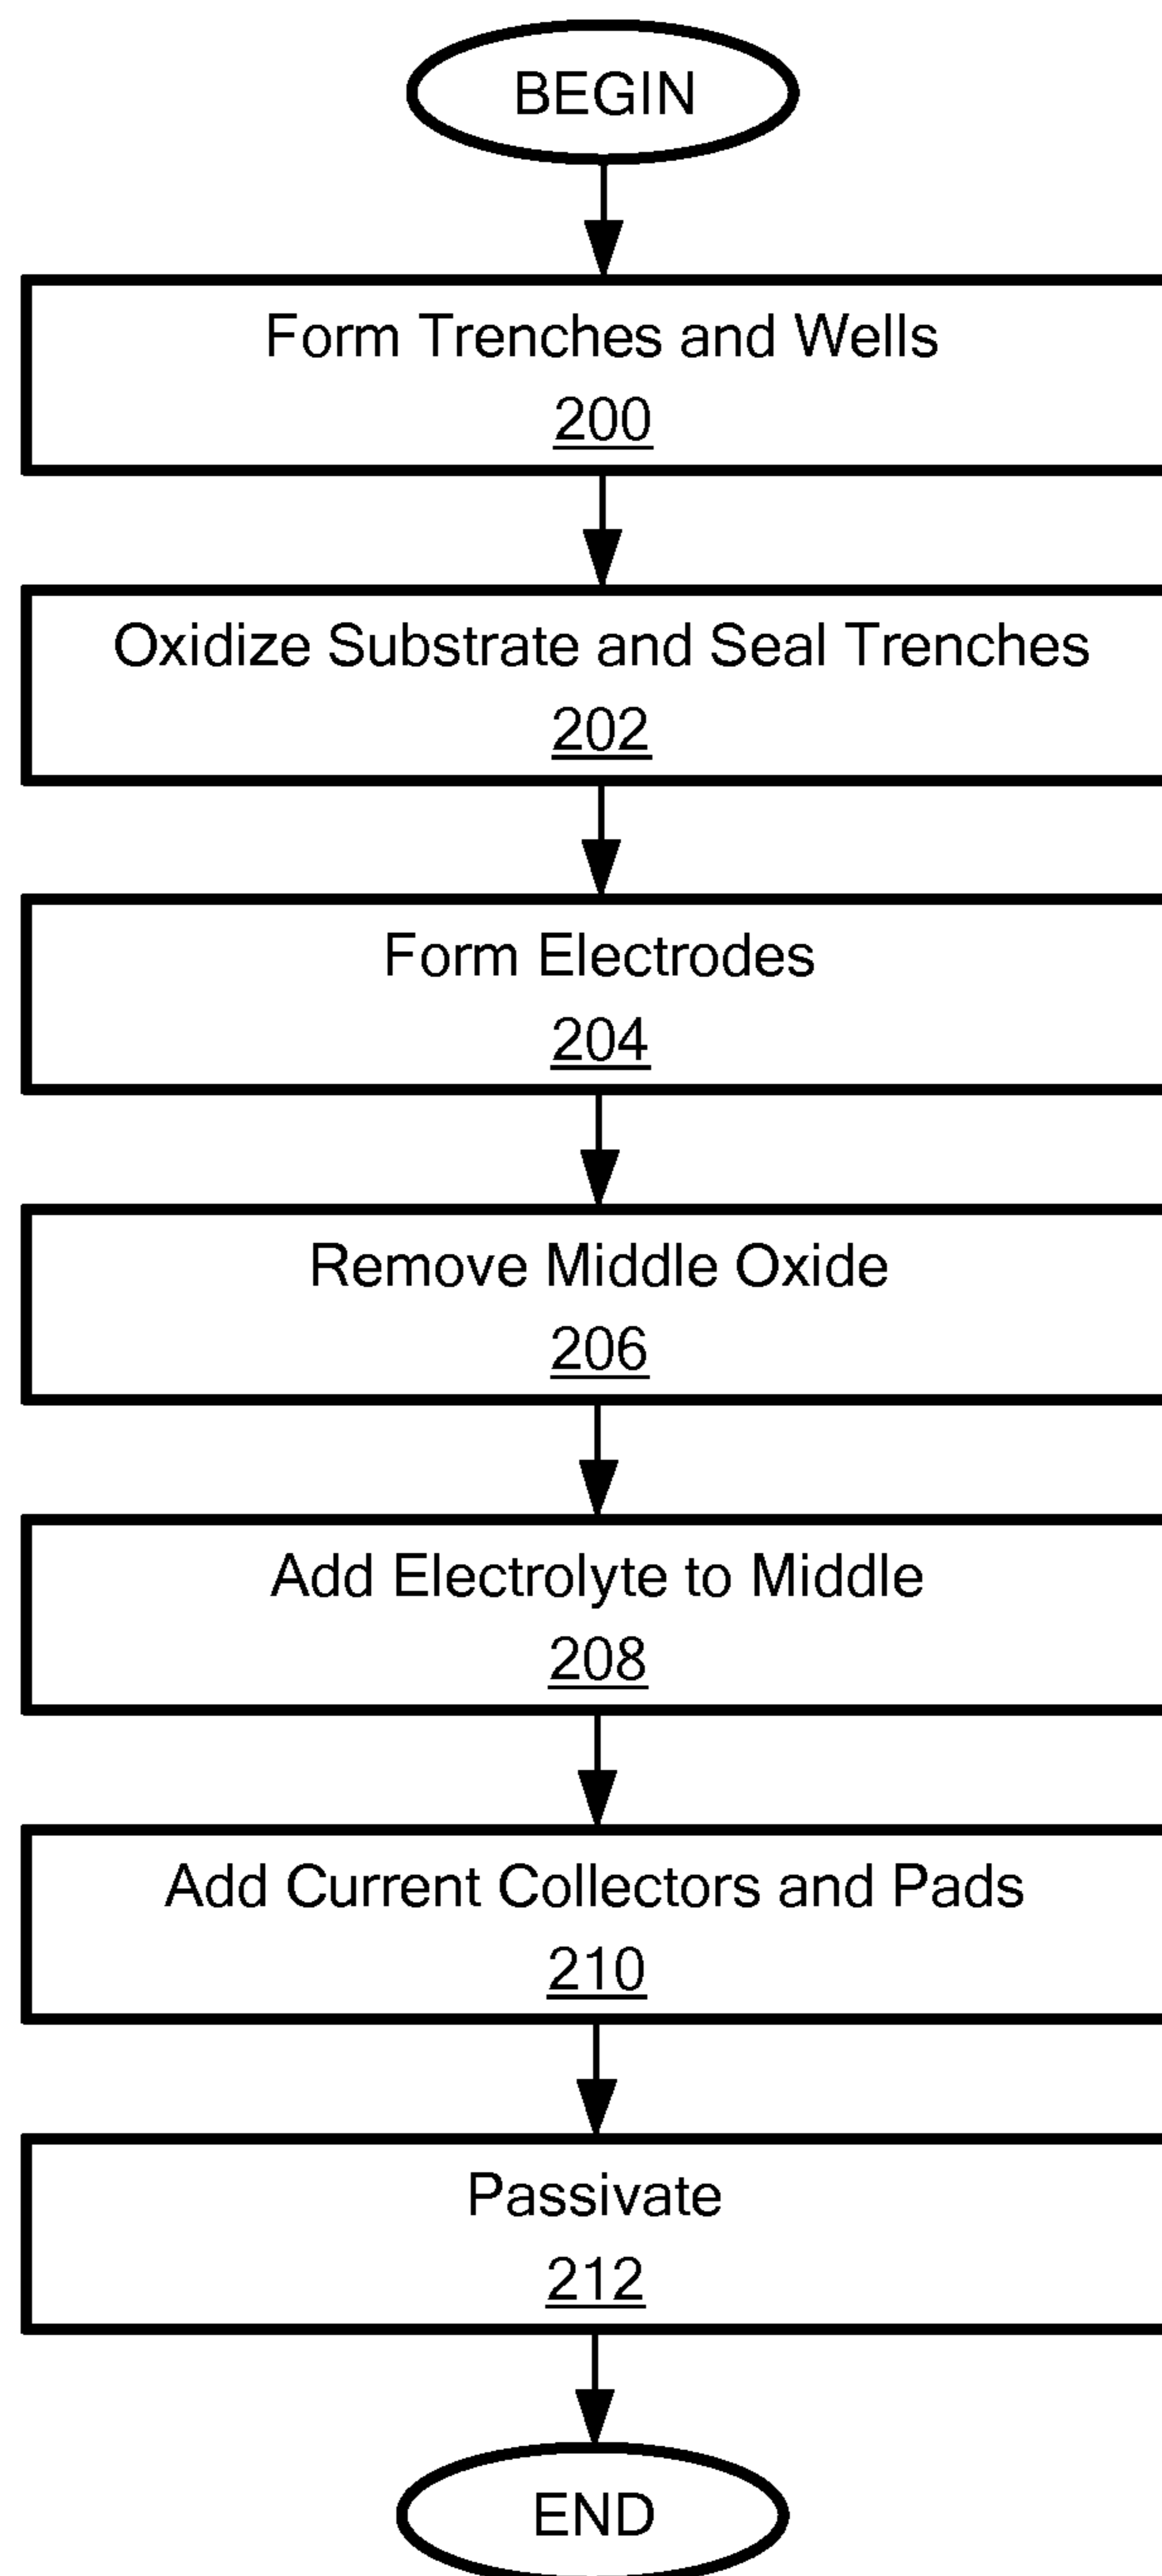 BEGIN
Form Trenches and Wells
200
Oxidize Substrate and Seal Trenches
202
Form Electrodes
204
Remove Middle Oxide
206
Add Electrolyte to Middle
208
Add Current Collectors and Pads
210
Passivate
212
END